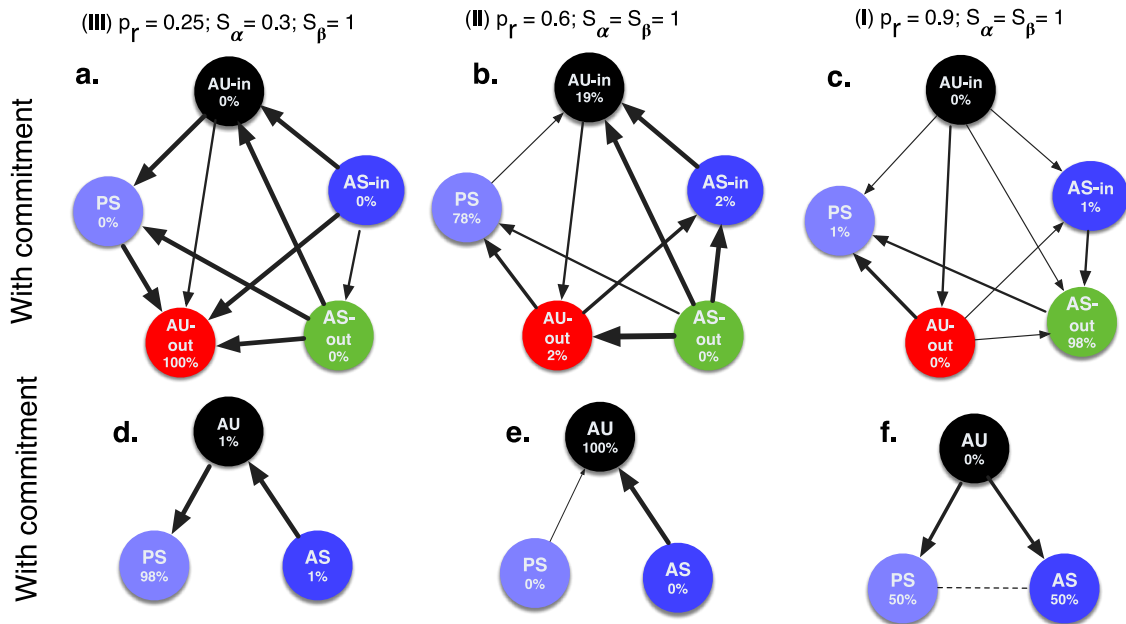 (III) pr = 0.25; Sα= 0.3; Sβ= 1
(II) pr = 0.6; Sα= Sβ= 1
(I) pr = 0.9; Sα= Sβ= 1
With commitment
a.
AU-in
0%
AS-in
0%
PS
0%
AU-
out
100%
AS-
out
0%
b.
AU-in
19%
AS-in
2%
PS
78%
AU-
out
2%
AS-
out
0%
c.
AU-in
0%
AS-in
1%
PS
1%
AU-
out
0%
AS-
out
98%
With commitment
d.
AU
1%
PS
98%
AS
1%
e.
AU
100%
PS
0%
AS
0%
f.
AU
0%
PS
50%
AS
50%